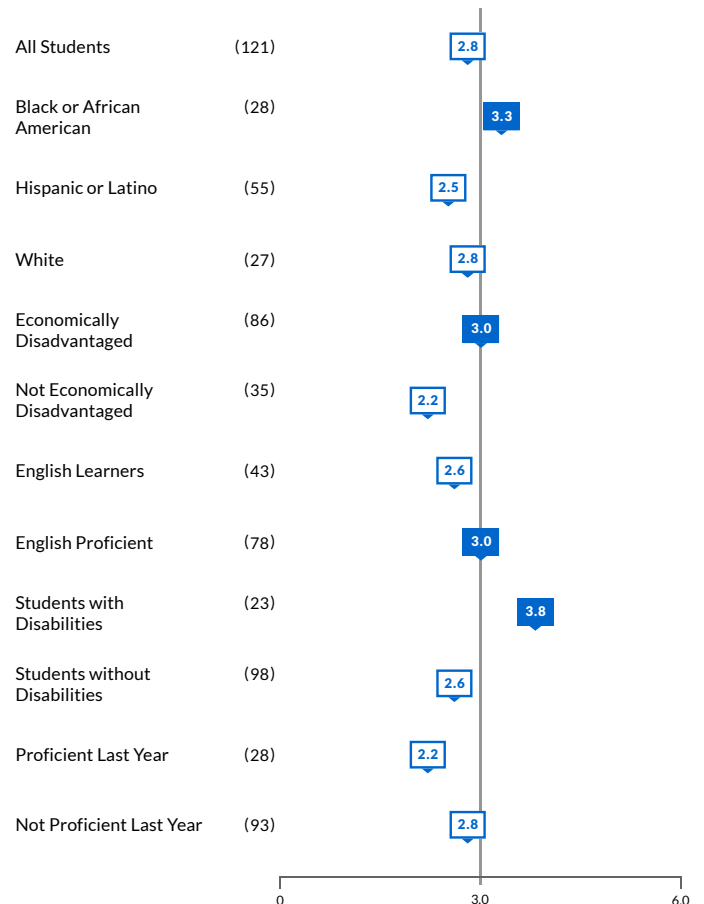 All Students (121) 2.8
Black or African (28)
American
3.3
Hispanic or Latino (55) 2.5
White (27) 2.8
Economically (86)
Disadvantaged
3.0
Not Economically (35)
Disadvantaged
2.2
English Learners (43) 2.6
English Proficient (78) 3.0
Students with (23)
Disabilities
3.8
Students without (98)
Disabilities
2.6
Proficient Last Year (28) 2.2
Not Proficient Last Year (93) 2.8
0 3.0 6.0